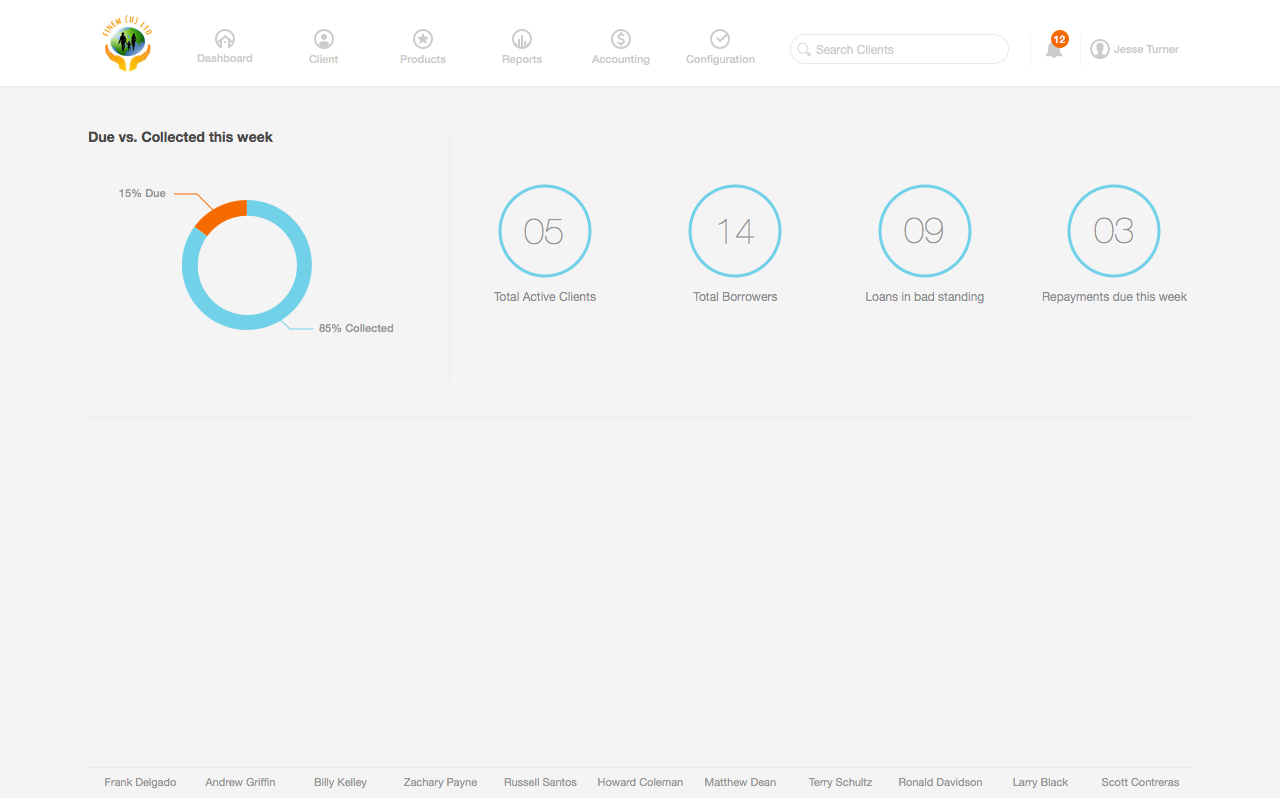 FINEM (U) LTD
Dashboard
Client
Products
Reports
Accounting
Configuration
Search Clients
12
Jesse Turner
Due vs. Collected this week
15% Due
85% Collected
05
Total Active Clients
14
Total Borrowers
09
Loans in bad standing
03
Repayments due this week
Frank Delgado
Andrew Griffin
Billy Kelley
Zachary Payne
Russell Santos
Howard Coleman
Matthew Dean
Terry Schultz
Ronald Davidson
Larry Black
Scott Contreras